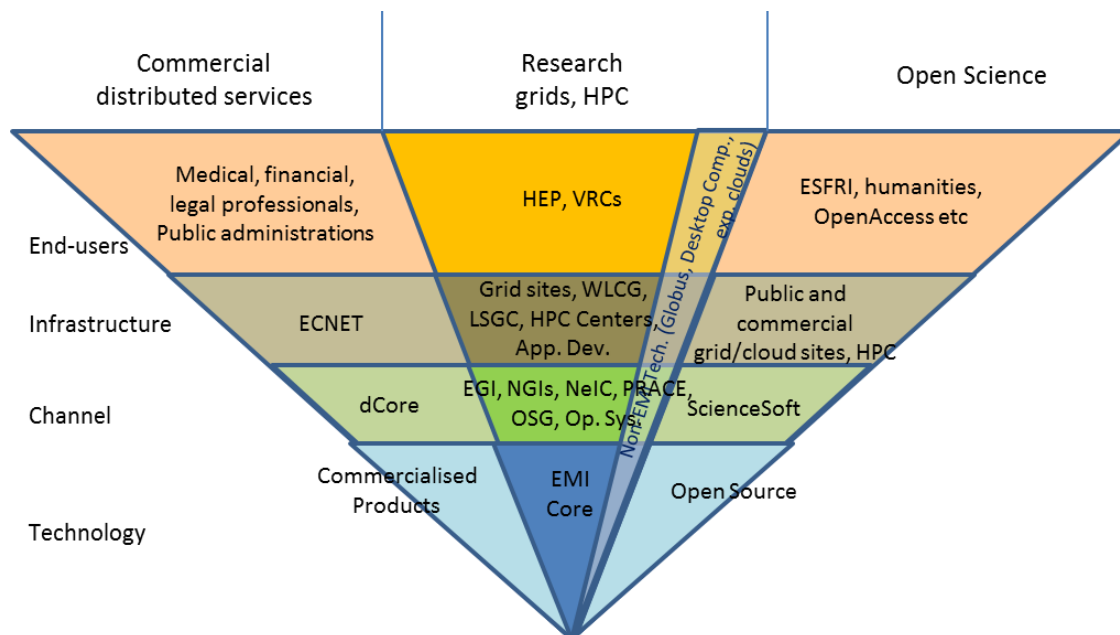 Commercial
distributed services
Research
grids, HPC
Open Science
End-users
Medical, financial,
legal professionals,
Public administrations
HEP, VRCs
Non-EMI Tech. (Globus, Desktop Comp.,
exp. clouds)
ESFRI, humanities,
OpenAccess etc
Infrastructure
ECNET
Grid sites, WLCG,
LSGC, HPC Centers,
App. Dev.
Public and
commercial
grid/cloud sites, HPC
Channel
dCore
EGI, NGIs, NeIC, PRACE,
OSG, Op. Sys.
ScienceSoft
Technology
Commercialised
Products
EMI
Core
Open Source